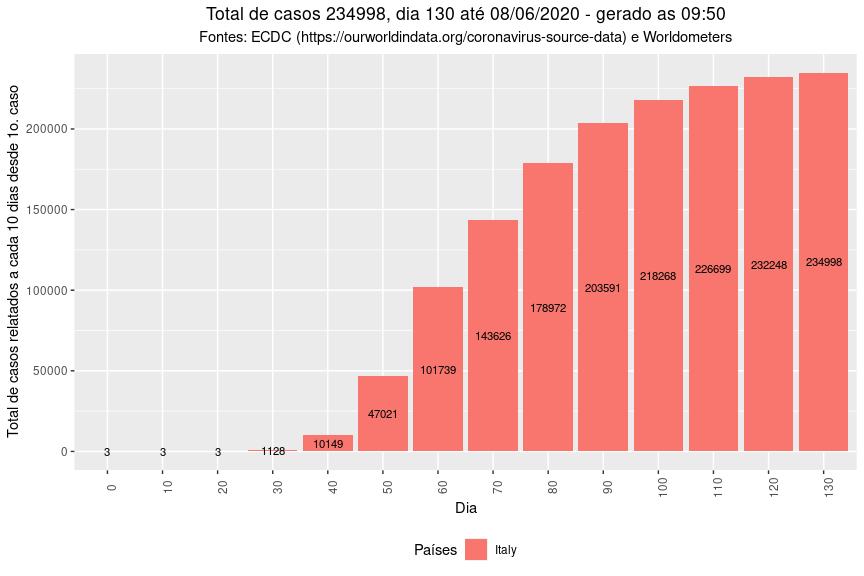 Total de casos 234998, dia 130 até 08/06/2020 - gerado as 09:50
Fontes: ECDC (https://ourworldindata.org/coronavirus-source-data) e Worldometers
Total de casos relatados a cada 10 dias desde 1o. caso
200000
150000
100000
50000
0
3 3 3 1128 10149 47021 101739 143626 178972 203591 218268 226699 232248 234998
0 10 20 30 40 50 60 70 80 90 100 110 120 130
Dia
Países Italy